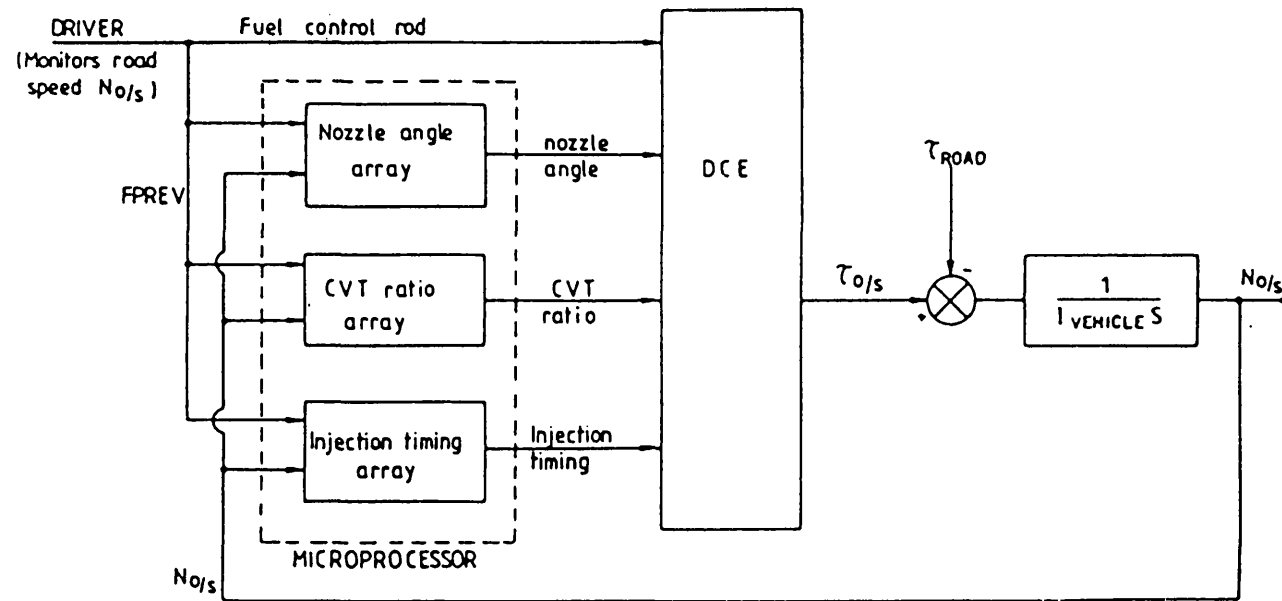 DRIVER
(Monitors road
speed No/s)
Fuel control rod
FPREV
Nozzle angle
array
nozzle
angle
CVT ratio
array
CVT
ratio
Injection timing
array
Injection
timing
MICROPROCESSOR
No/s
DCE
τROAD
τo/s
+
-
1
IVEHICLE S
No/s